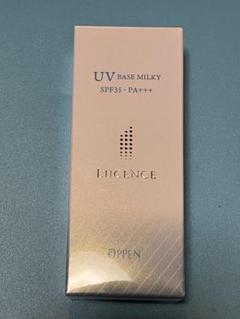 UV BASE MILKY
SPF35・PA+++
LUCENCE
OPPEN